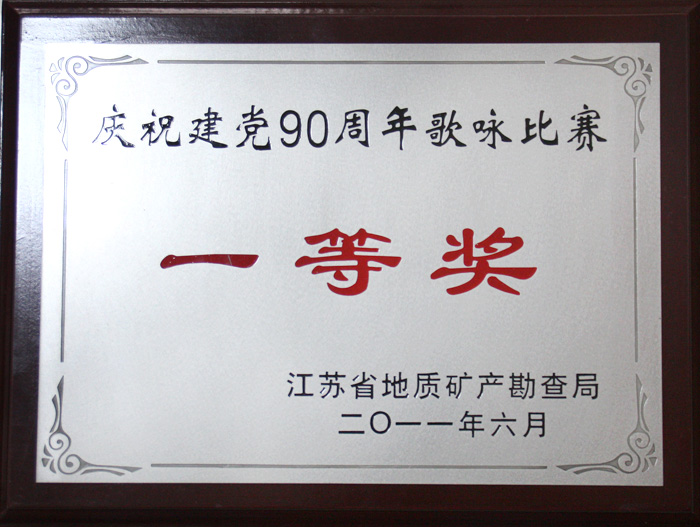 庆祝建党90周年歌咏比赛
一等奖
江苏省地质矿产勘查局
二〇一一年六月